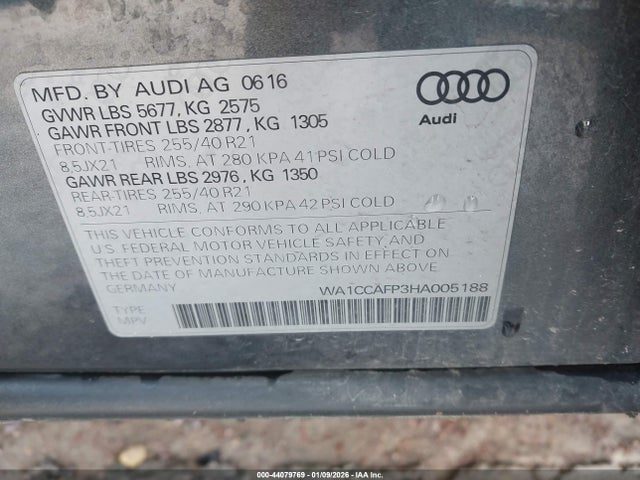 MFD. BY AUDI AG 06 16
GVWR LBS 5677, KG 2575
GAWR FRONT LBS 2877, KG 1305
FRONT-TIRES 255/40 R21
8,5JX21 RIMS, AT 280 KPA 41 PSI COLD
GAWR REAR LBS 2976, KG 1350
REAR-TIRES 255/40 R21
8,5JX21 RIMS, AT 290 KPA 42 PSI COLD
Audi
THIS VEHICLE CONFORMS TO ALL APPLICABLE
U.S. FEDERAL MOTOR VEHICLE SAFETY, AND
THEFT PREVENTION STANDARDS IN EFFECT ON
THE DATE OF MANUFACTURE SHOWN ABOVE
GERMANY WA1CCAFP3HA005188
TYPE:
MPV
000-44079769 | 01/09/2026 | IAA Inc.